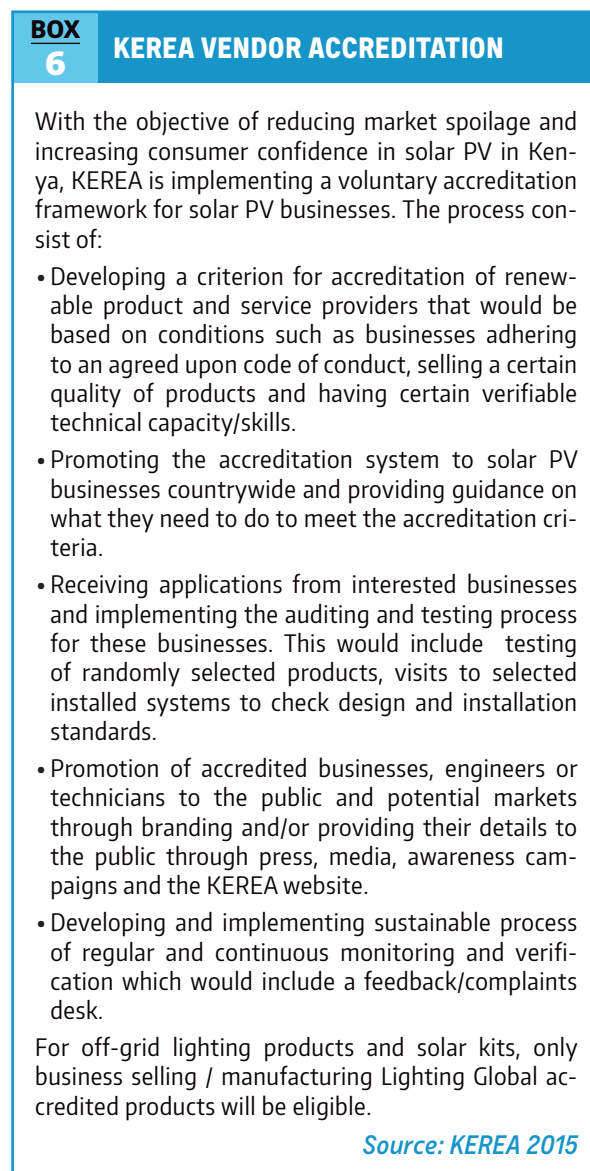 BOX
6
KEREA VENDOR ACCREDITATION
With the objective of reducing market spoilage and
increasing consumer confidence in solar PV in Ken-
ya, KEREA is implementing a voluntary accreditation
framework for solar PV businesses. The process con-
sist of:
• Developing a criterion for accreditation of renew-
able product and service providers that would be
based on conditions such as businesses adhering
to an agreed upon code of conduct, selling a certain
quality of products and having certain verifiable
technical capacity/skills.
• Promoting the accreditation system to solar PV
businesses countrywide and providing guidance on
what they need to do to meet the accreditation cri-
teria.
• Receiving applications from interested businesses
and implementing the auditing and testing process
for these businesses. This would include testing
of randomly selected products, visits to selected
installed systems to check design and installation
standards.
• Promotion of accredited businesses, engineers or
technicians to the public and potential markets
through branding and/or providing their details to
the public through press, media, awareness cam-
paigns and the KEREA website.
• Developing and implementing sustainable process
of regular and continuous monitoring and verifi-
cation which would include a feedback/complaints
desk.
For off-grid lighting products and solar kits, only
business selling / manufacturing Lighting Global ac-
credited products will be eligible.
Source: KEREA 2015